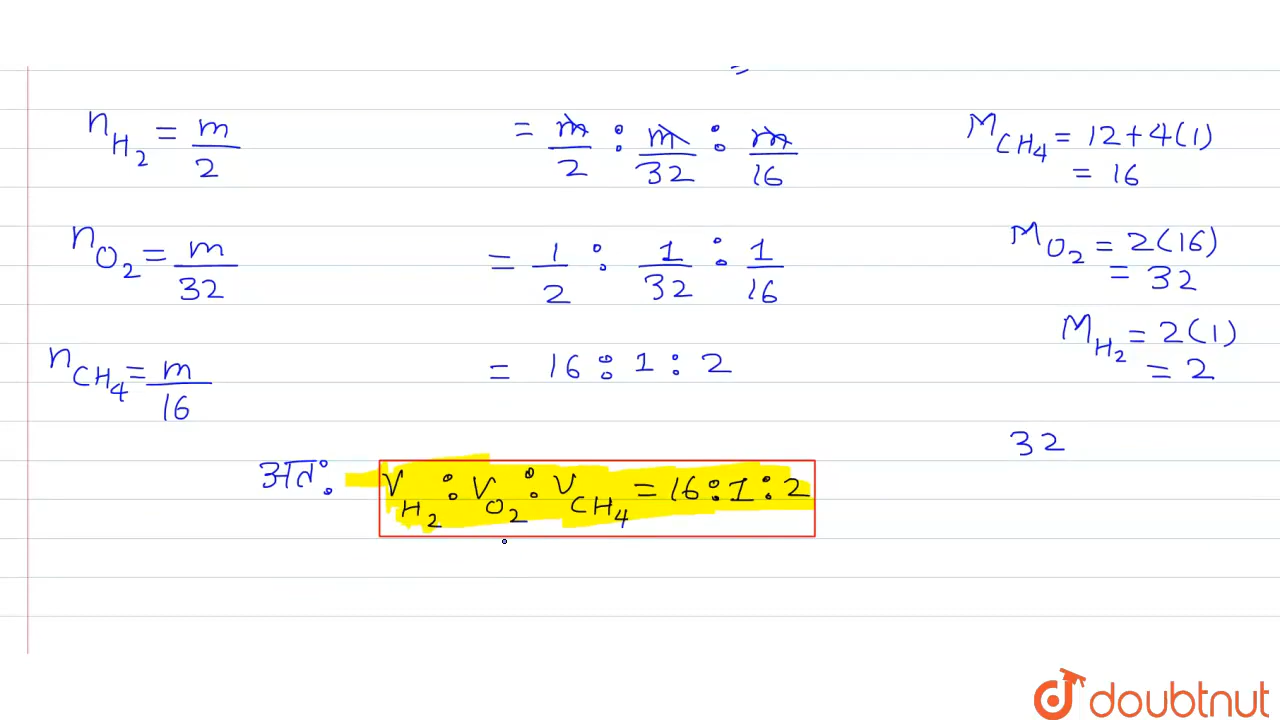 =
n_H₂ = m/2
= m/2 : m/32 : m/16
M_CH₄ = 12+4(1)
= 16
n_O₂ = m/32
= 1/2 : 1/32 : 1/16
M_O₂ = 2(16)
= 32
M_H₂ = 2(1)
= 2
n_CH₄ = m/16
= 16 : 1 : 2
32
अतः V_H₂ : V_O₂ : V_CH₄ = 16 : 1 : 2
doubtnut